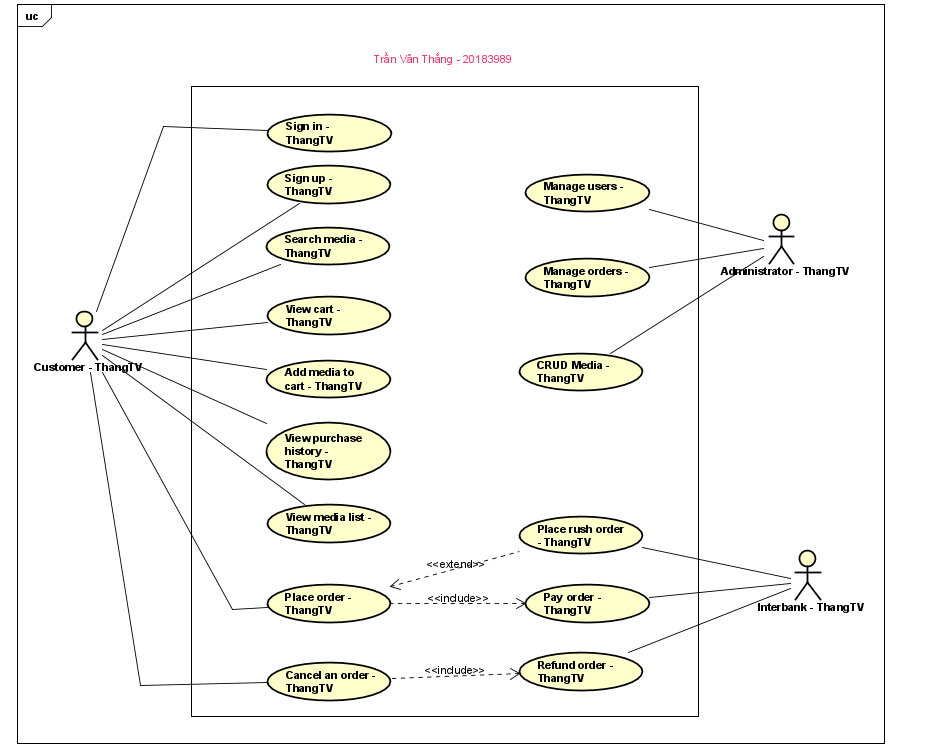 uc
Trần Văn Thắng - 20183989
Sign in -
ThangTV
Sign up -
ThangTV
Manage users -
ThangTV
Search media -
ThangTV
Administrator - ThangTV
Manage orders -
ThangTV
View cart -
ThangTV
Customer - ThangTV
Add media to
cart - ThangTV
CRUD Media -
ThangTV
View purchase
history -
ThangTV
View media list -
ThangTV
Place rush order
- ThangTV
<<extend>>
Place order -
ThangTV
<<include>>
Pay order -
ThangTV
Interbank - ThangTV
Cancel an order -
ThangTV
<<include>>
Refund order -
ThangTV